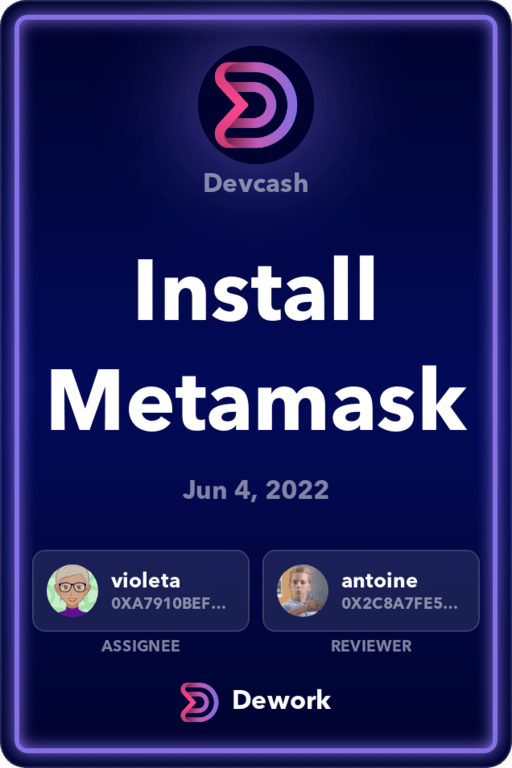 Devcash
Install
Metamask
Jun 4, 2022
violeta
0XA7910BEF...
antoine
0X2C8A7FE5...
ASSIGNEE
REVIEWER
Dework